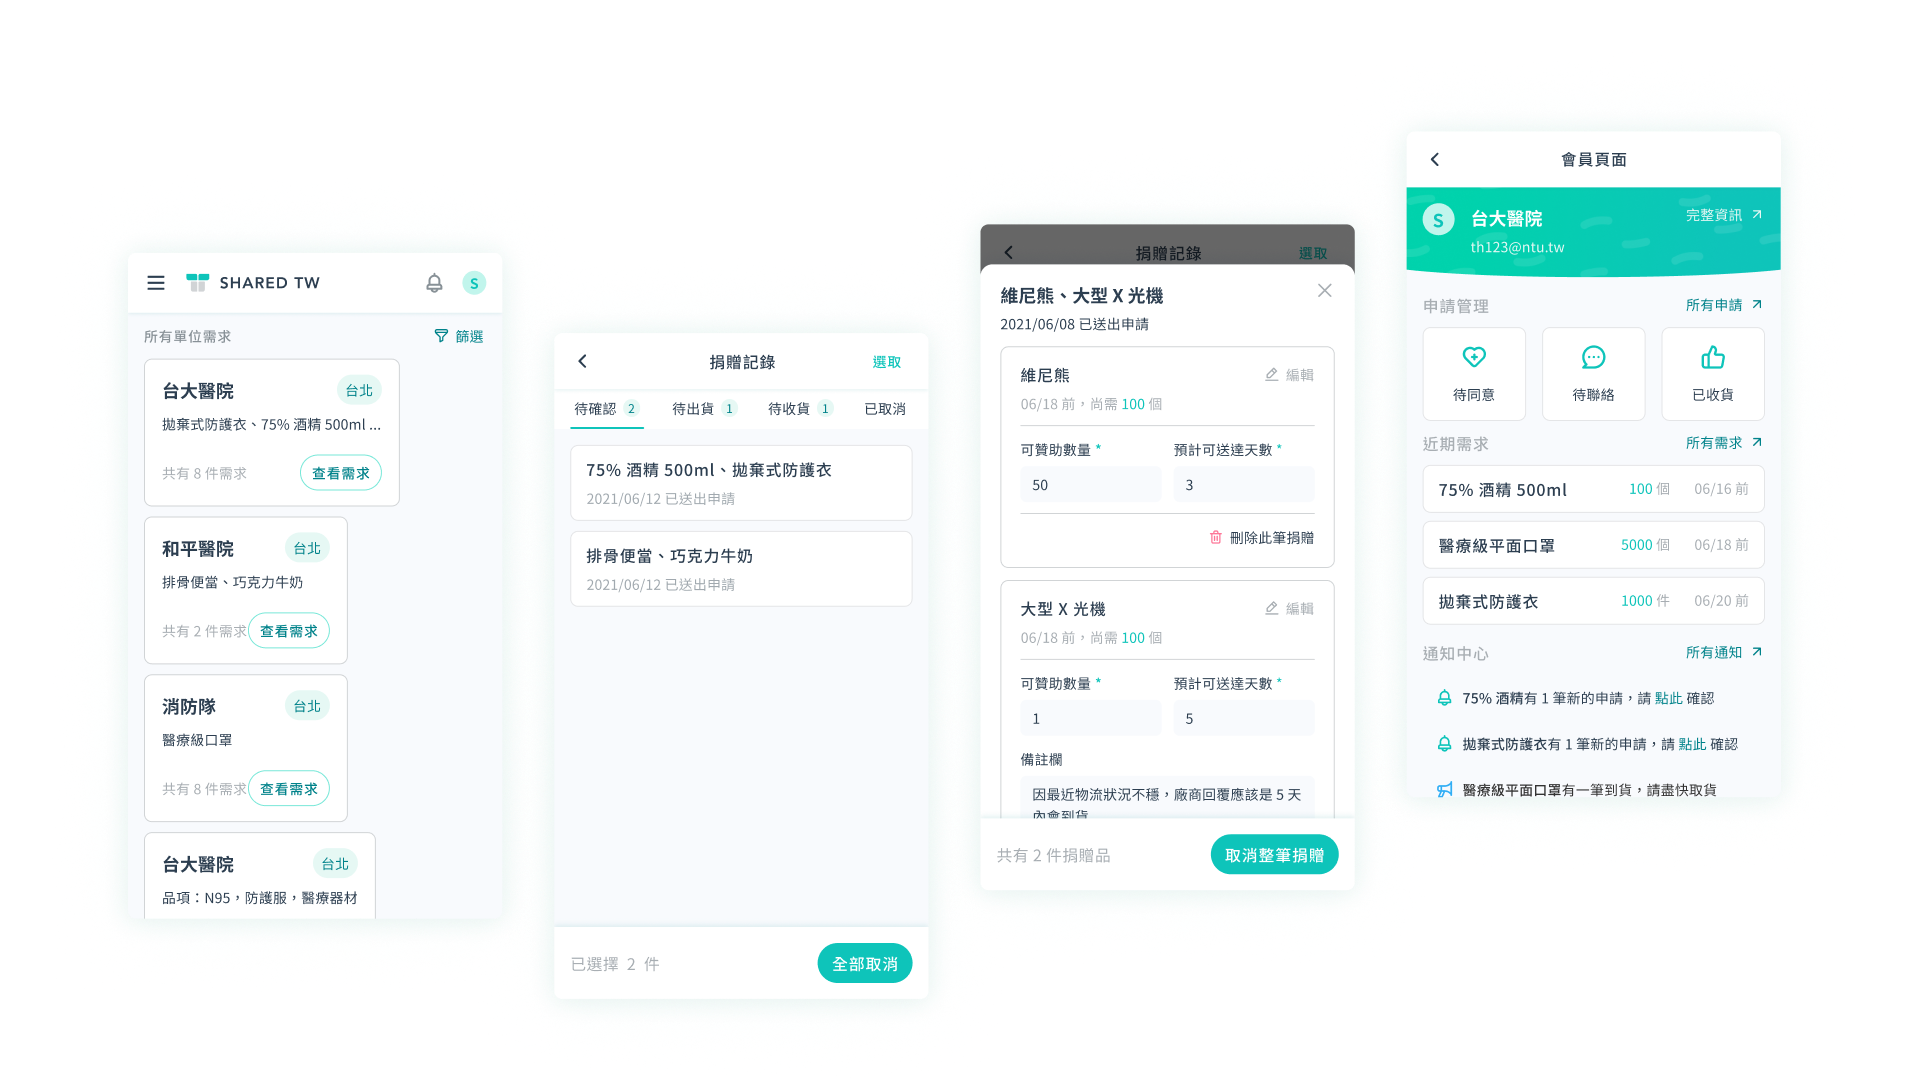 SHARED TW
S
所有單位需求
篩選
台大醫院
台北
拋棄式防護衣、75% 酒精 500ml ...
共有 8 件需求
查看需求
和平醫院
台北
排骨便當、巧克力牛奶
共有 2 件需求
查看需求
消防隊
台北
醫療級口罩
共有 8 件需求
查看需求
台大醫院
台北
品項：N95，防護服，醫療器材
捐贈記錄
選取
待確認 2
待出貨 1
待收貨 1
已取消
75% 酒精 500ml、拋棄式防護衣
2021/06/12 已送出申請
排骨便當、巧克力牛奶
2021/06/12 已送出申請
已選擇 2 件
全部取消
捐贈記錄
選取
維尼熊、大型 X 光機
2021/06/08 已送出申請
維尼熊
編輯
06/18 前，尚需 100 個
可贊助數量 *
預計可送達天數 *
50
3
刪除此筆捐贈
大型 X 光機
編輯
06/18 前，尚需 100 個
可贊助數量 *
預計可送達天數 *
1
5
備註欄
因最近物流狀況不穩，廠商回覆應該是 5 天
內會到貨
共有 2 件捐贈品
取消整筆捐贈
會員頁面
S
台大醫院
完整資訊
th123@ntu.tw
申請管理
所有申請
待同意
待聯絡
已收貨
近期需求
所有需求
75% 酒精 500ml
100 個
06/16 前
醫療級平面口罩
5000 個
06/18 前
拋棄式防護衣
1000 件
06/20 前
通知中心
所有通知
75% 酒精有 1 筆新的申請，請 點此 確認
拋棄式防護衣有 1 筆新的申請，請 點此 確認
醫療級平面口罩有一筆到貨，請盡快取貨